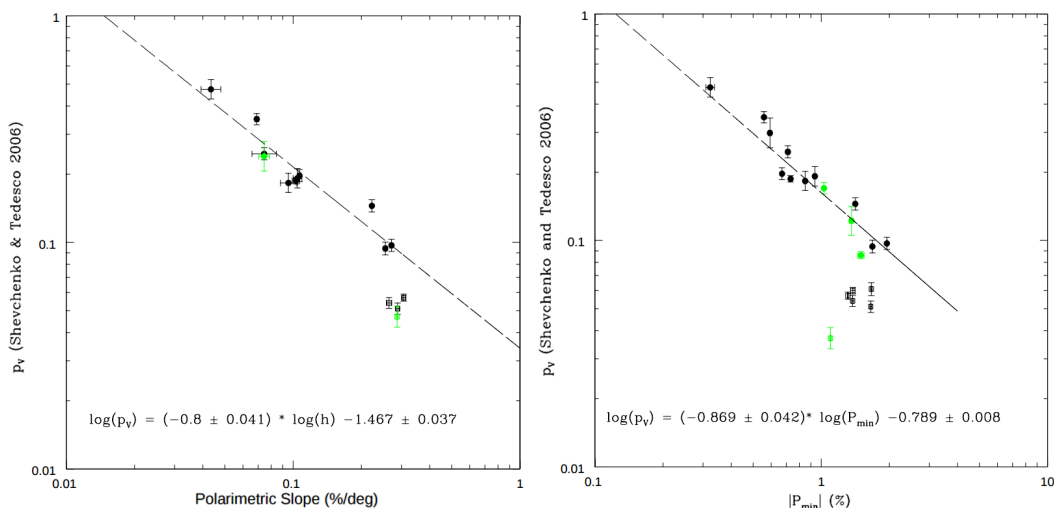 1
0.1
0.01
p_V (Shevchenko & Tedesco 2006)
log(p_V) = (−0.8 ± 0.041) * log(h) −1.467 ± 0.037
0.01
0.1
1
Polarimetric Slope (%/deg)
1
0.1
0.01
p_V (Shevchenko and Tedesco 2006)
log(p_V) = (−0.869 ± 0.042)* log(P_min) −0.789 ± 0.008
0.1
1
10
|P_min| (%)